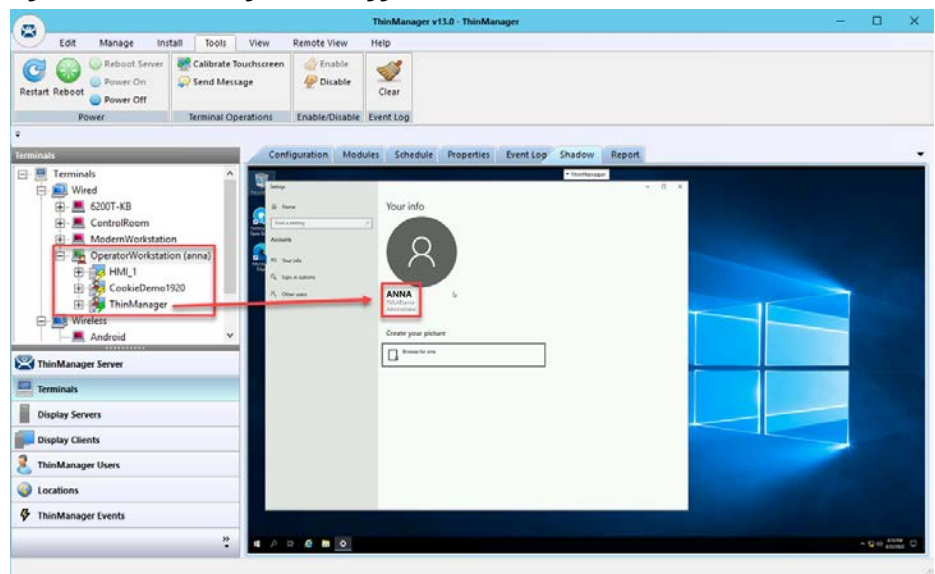 ThinManager v13.0 - ThinManager
Edit Manage Install Tools View Remote View Help
Restart Reboot
Reboot Server
Power On
Power Off
Power
Calibrate Touchscreen
Send Message
Terminal Operations
Enable
Disable
Enable/Disable
Clear
Event Log
Terminals
Configuration Modules Schedule Properties Event Log Shadow Report
Terminals
Wired
6200T-KB
ControlRoom
ModernWorkstation
OperatorWorkstation (anna)
HMI_1
CookieDemo1920
ThinManager
Wireless
Android
ThinManager Server
Terminals
Display Servers
Display Clients
ThinManager Users
Locations
ThinManager Events
ThinManager
Settings
Home
Find a setting
Accounts
Your info
Sign-in options
Other users
Your info
ANNA
Administrator
Create your picture
Browse for one